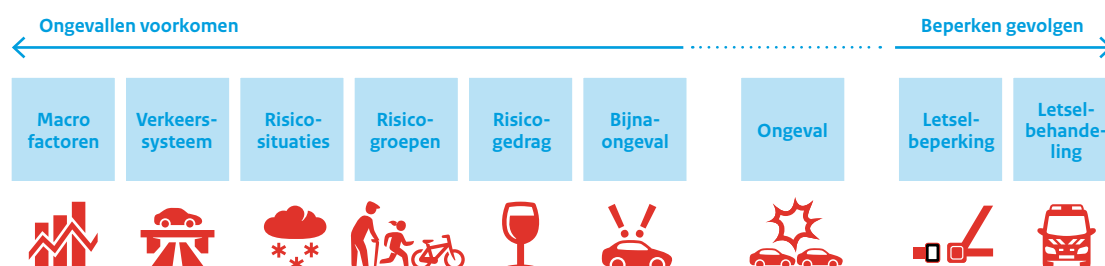 Ongevallen voorkomen
Beperken gevolgen
Macro
factoren
Verkeers-
systeem
Risico-
situaties
Risico-
groepen
Risico-
gedrag
Bijna-
ongeval
Ongeval
Letsel-
beperking
Letsel-
behande-
ling